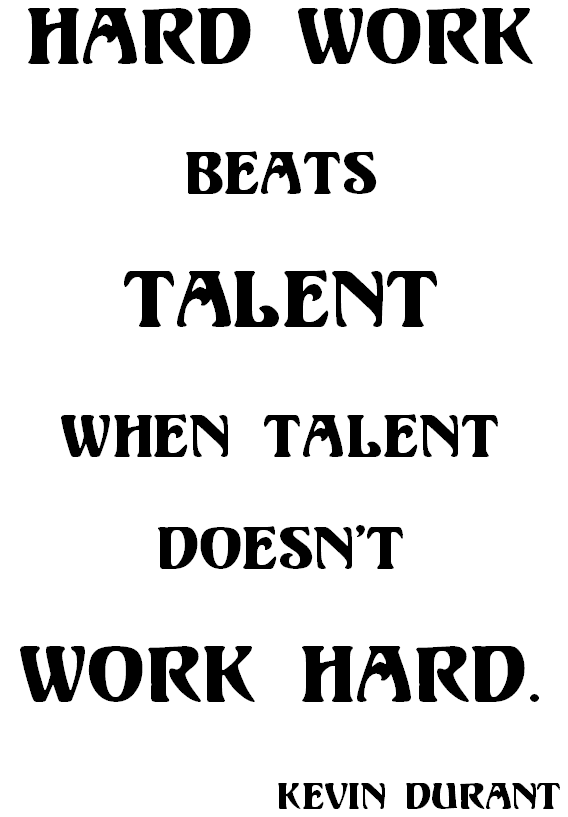 HARD WORK
BEATS
TALENT
WHEN TALENT
DOESN'T
WORK HARD.
KEVIN DURANT